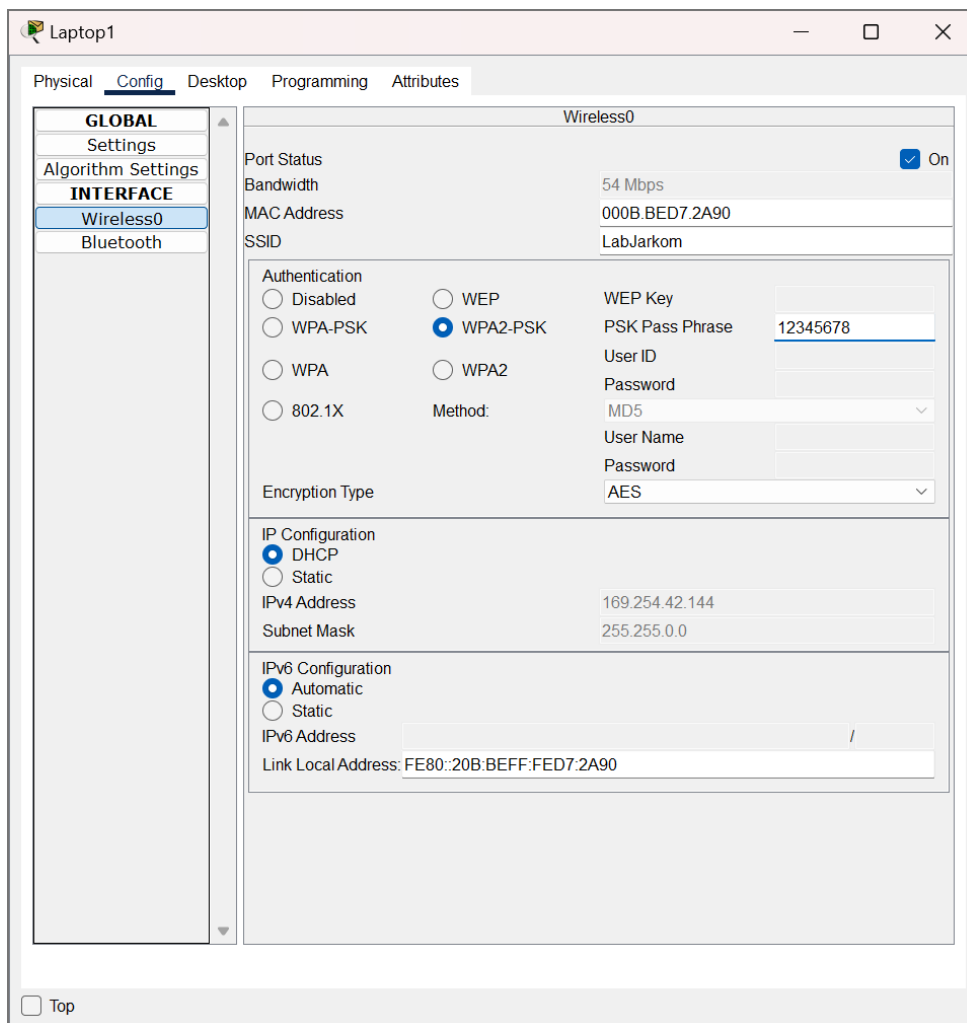 Laptop1
Physical Config Desktop Programming Attributes
GLOBAL
Settings
Algorithm Settings
INTERFACE
Wireless0
Bluetooth
Wireless0
Port Status On
Bandwidth 54 Mbps
MAC Address 000B.BED7.2A90
SSID LabJarkom
Authentication
Disabled WEP WEP Key
WPA-PSK WPA2-PSK PSK Pass Phrase 12345678
User ID
WPA WPA2
Password
802.1X Method: MD5
User Name
Password
Encryption Type AES
IP Configuration
DHCP
Static
IPv4 Address 169.254.42.144
Subnet Mask 255.255.0.0
IPv6 Configuration
Automatic
Static
IPv6 Address /
Link Local Address: FE80::20B:BEFF:FED7:2A90
Top